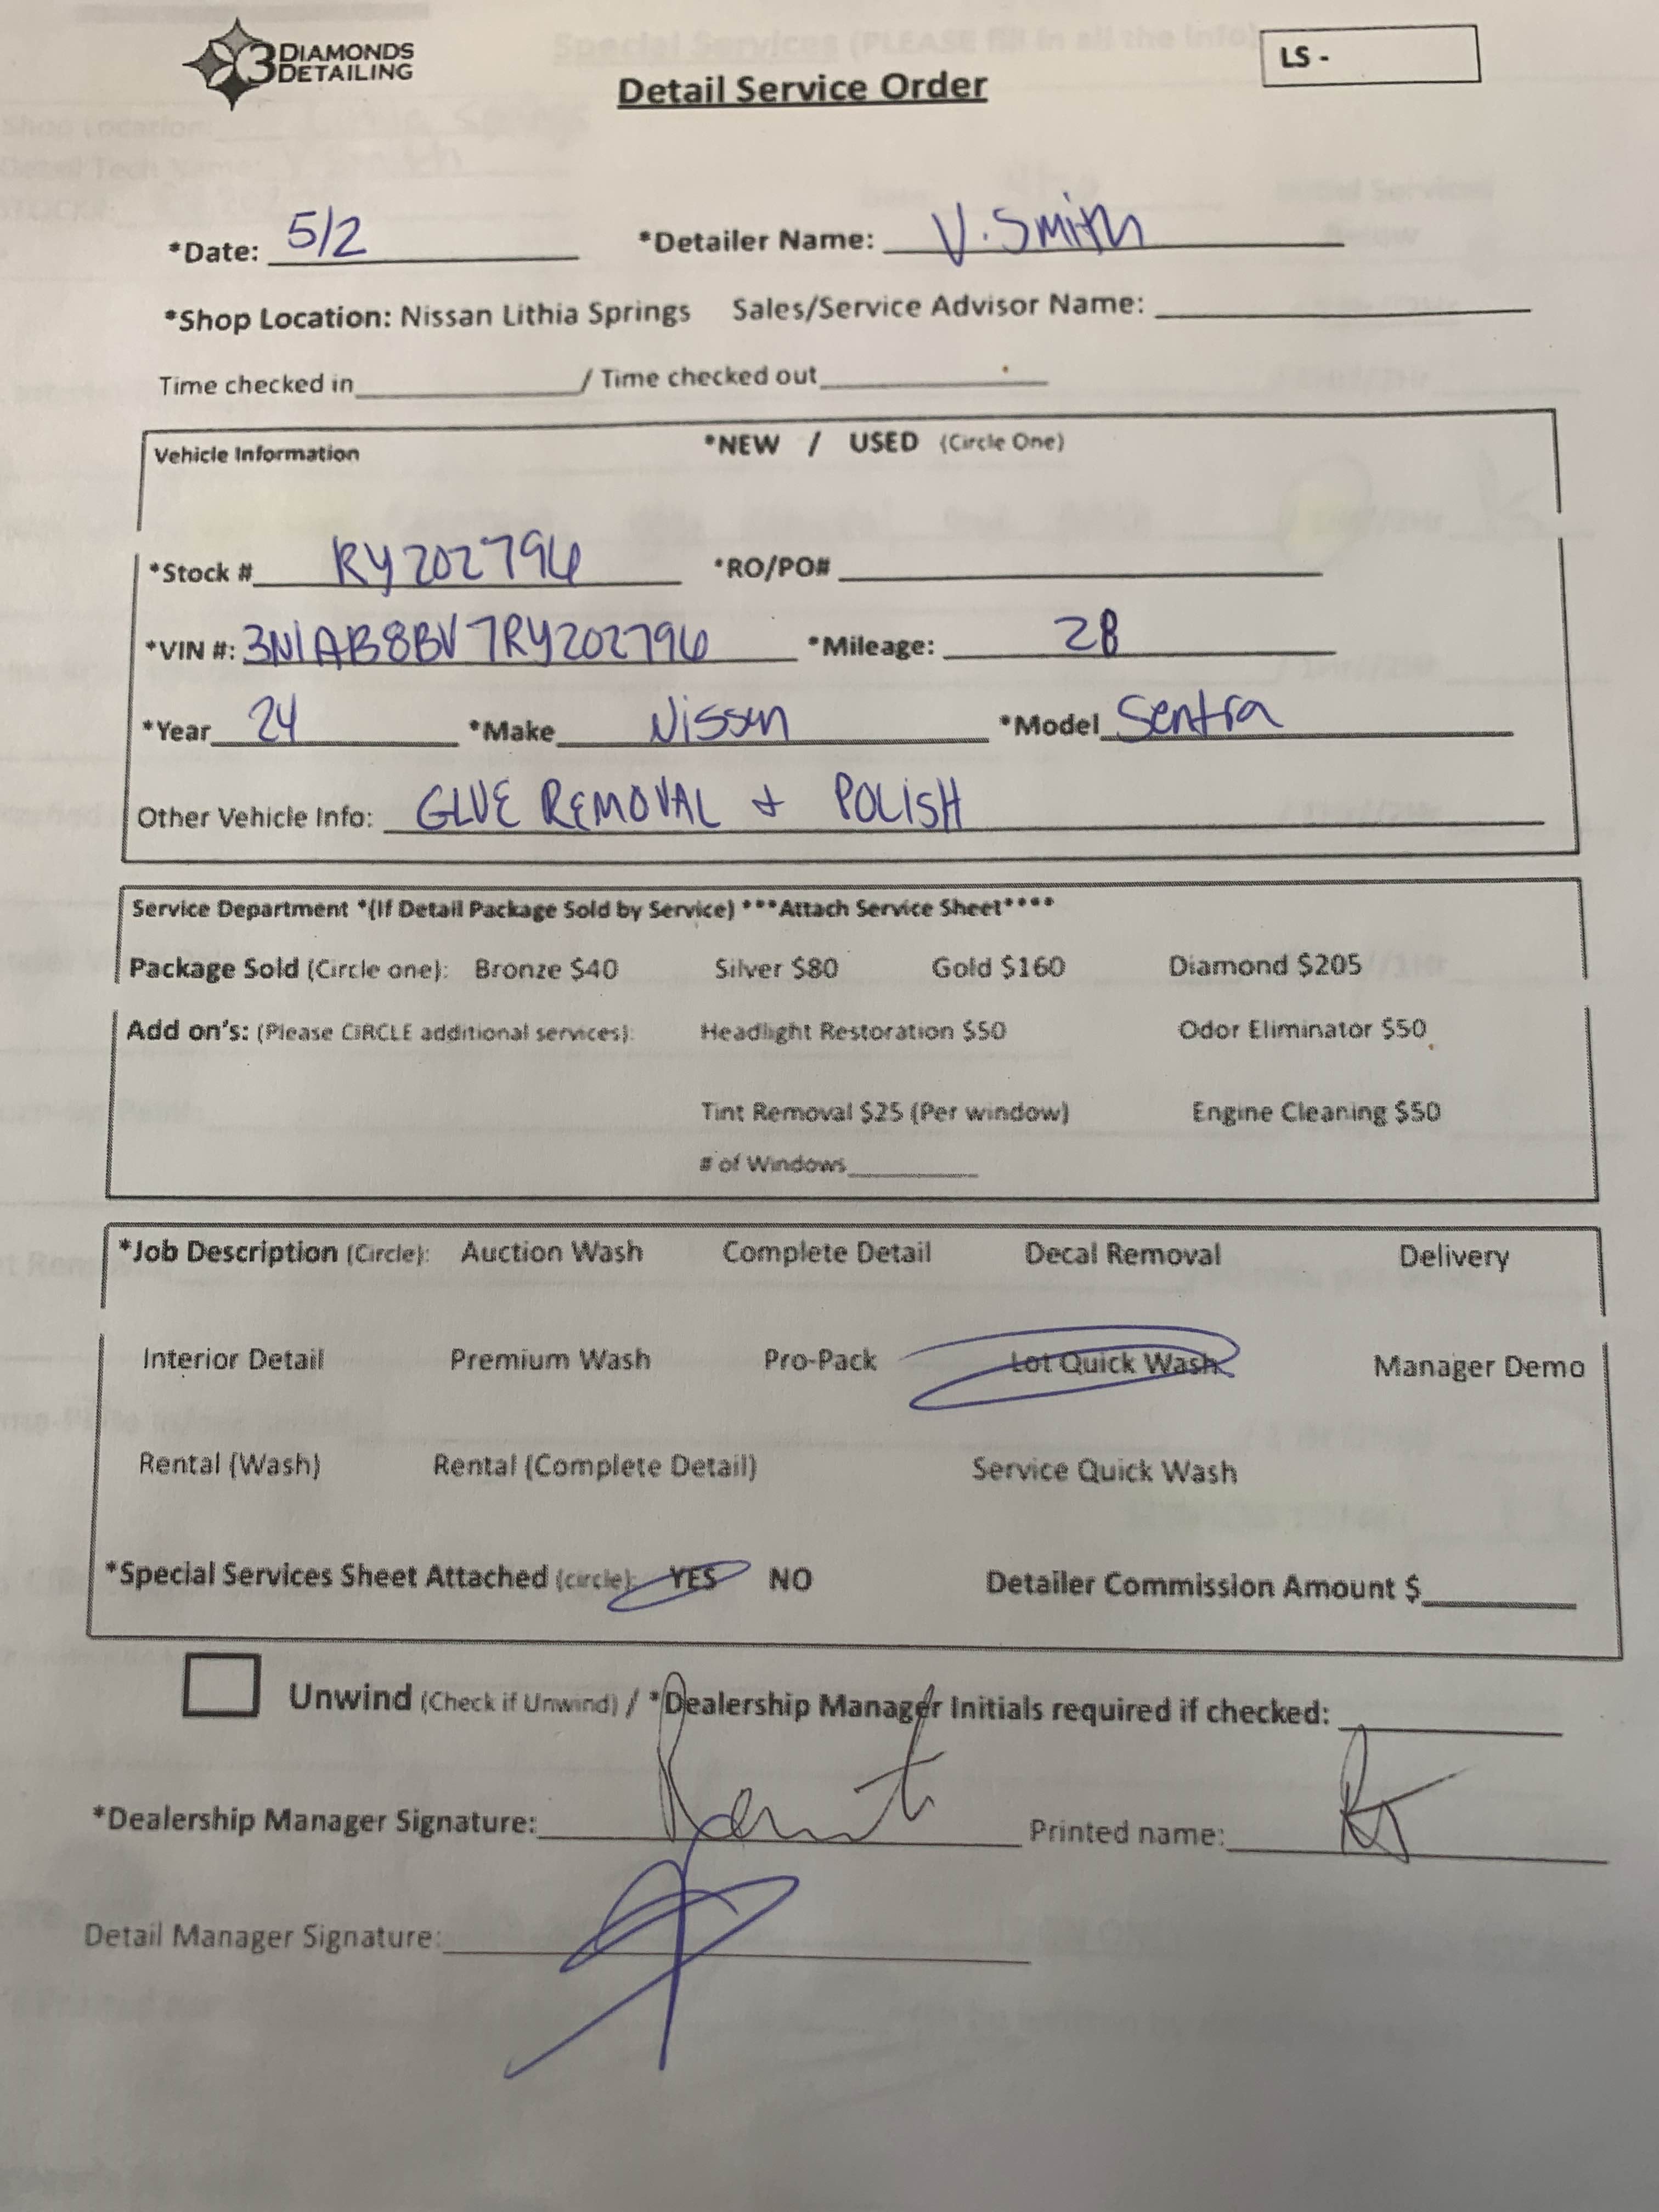 3 DIAMONDS
DETAILING
Detail Service Order
LS -
*Date: 5/2 *Detailer Name: V. Smith
*Shop Location: Nissan Lithia Springs Sales/Service Advisor Name:
Time checked in / Time checked out
Vehicle Information *NEW / USED (Circle One)
*Stock # RY202796 *RO/PO#
*VIN #: 3N1AB8BV7RY202796 *Mileage: 28
*Year 24 *Make Nissan *Model Sentra
Other Vehicle Info: GLUE REMOVAL + POLISH
Service Department *(If Detail Package Sold by Service) ***Attach Service Sheet****
Package Sold (Circle one): Bronze $40 Silver $80 Gold $160 Diamond $205
Add on's: (Please CiRCLE additional services): Headlight Restoration $50 Odor Eliminator $50
Tint Removal $25 (Per window) Engine Cleaning $50
# of Windows
*Job Description (Circle): Auction Wash Complete Detail Decal Removal Delivery
Interior Detail Premium Wash Pro-Pack Lot Quick Wash Manager Demo
Rental (Wash) Rental (Complete Detail) Service Quick Wash
*Special Services Sheet Attached (circle): YES NO Detailer Commission Amount $
Unwind (Check if Unwind) / *Dealership Manager Initials required if checked:
*Dealership Manager Signature: Printed name:
Detail Manager Signature: